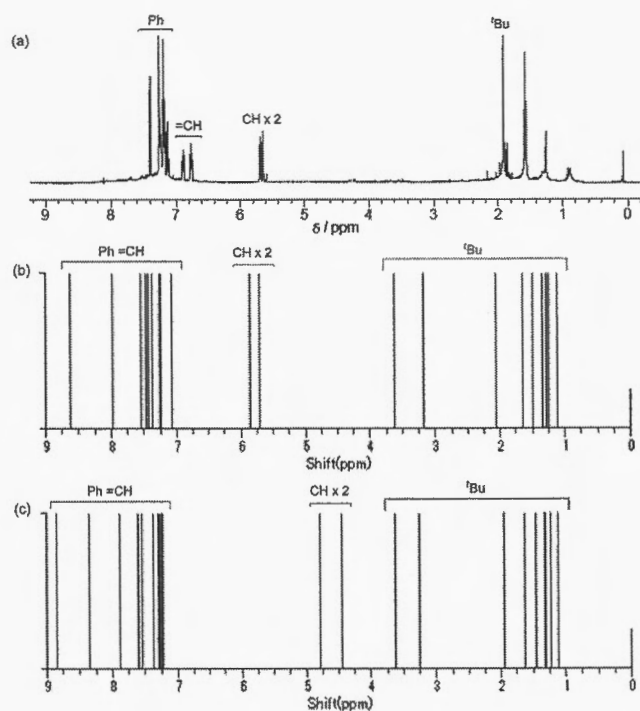 (a)
Ph
=CH
CH x 2
ᵗBu
9 8 7 6 5 4 3 2 1 0
δ / ppm
(b)
Ph =CH
CH x 2
ᵗBu
9 8 7 6 5 4 3 2 1 0
Shift(ppm)
(c)
Ph =CH
CH x 2
ᵗBu
9 8 7 6 5 4 3 2 1 0
Shift(ppm)